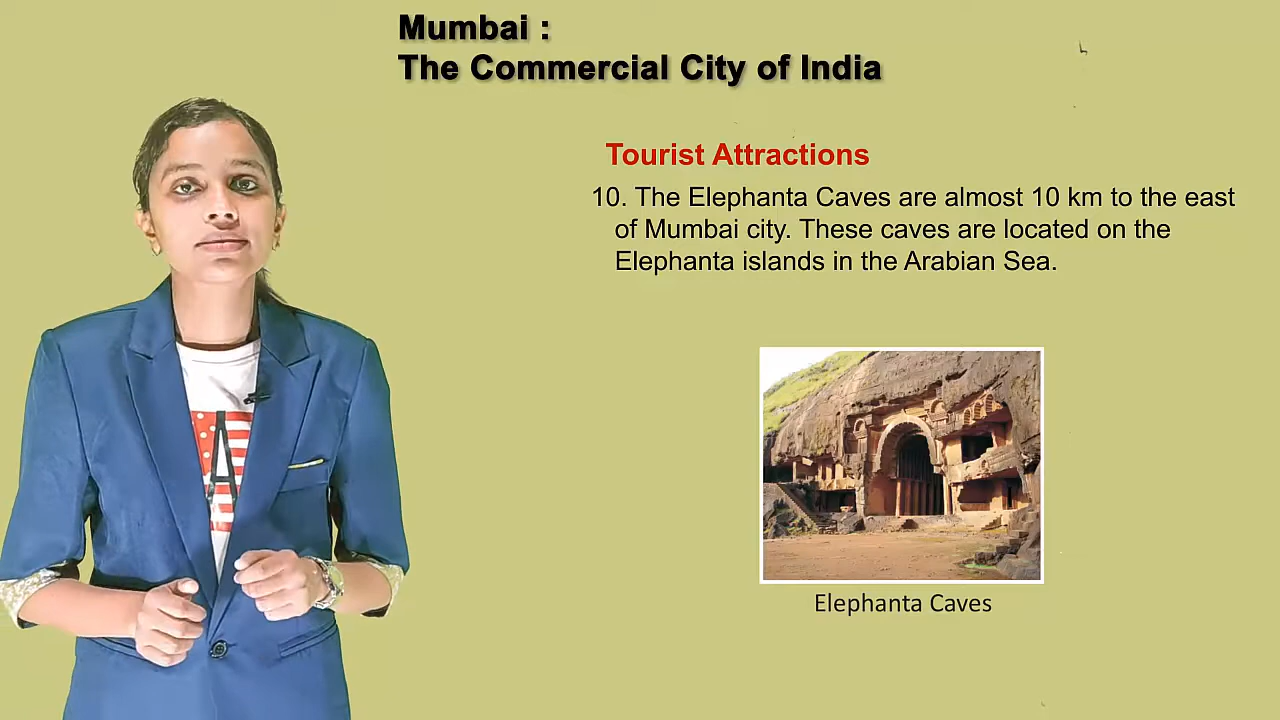 Mumbai :
The Commercial City of India
Tourist Attractions
10. The Elephanta Caves are almost 10 km to the east
of Mumbai city. These caves are located on the
Elephanta islands in the Arabian Sea.
Elephanta Caves